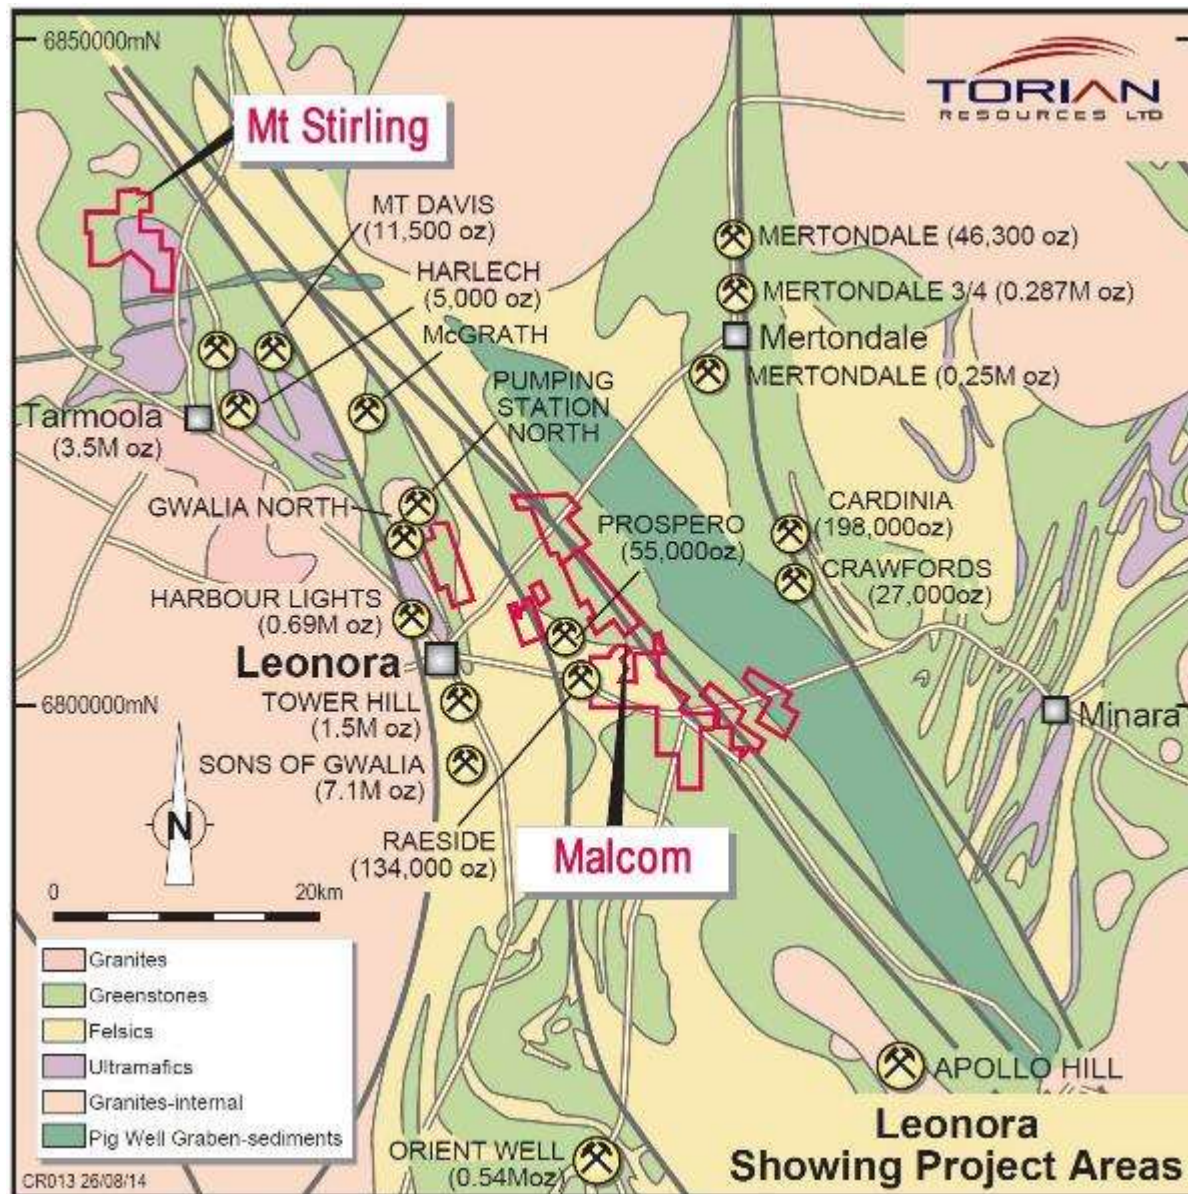 6850000mN
TORIAN
RESOURCES LTD
Mt Stirling
MT DAVIS
(11,500 oz)
HARLECH
(5,000 oz)
McGRATH
PUMPING
STATION
NORTH
MERTONDALE (46,300 oz)
MERTONDALE 3/4 (0.287M oz)
Mertondale
MERTONDALE (0.25M oz)
Tarmoola
(3.5M oz)
GWALIA NORTH
PROSPERO
(55,000oz)
CARDINIA
(198,000oz)
CRAWFORDS
(27,000oz)
HARBOUR LIGHTS
(0.69M oz)
Leonora
6800000mN
TOWER HILL
(1.5M oz)
Minara
SONS OF GWALIA
(7.1M oz)
N
RAESIDE
(134,000 oz)
Malcom
0 20km
Granites
Greenstones
Felsics
Ultramafics
Granites-internal
Pig Well Graben-sediments
APOLLO HILL
ORIENT WELL
(0.54Moz)
Leonora
Showing Project Areas
CR013 26/08/14